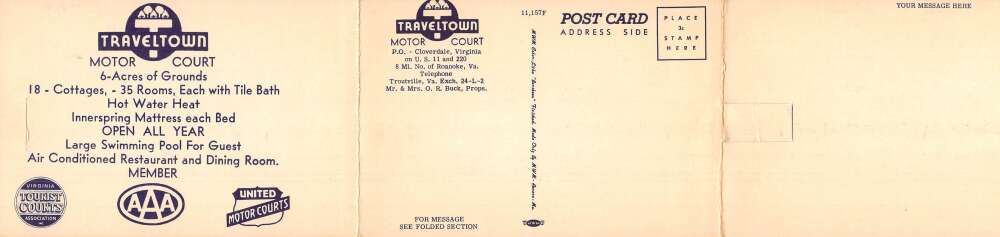 TRAVELTOWN
MOTOR COURT
6-Acres of Grounds
18 - Cottages, - 35 Rooms, Each with Tile Bath
Hot Water Heat
Innerspring Mattress each Bed
OPEN ALL YEAR
Large Swimming Pool For Guest
Air Conditioned Restaurant and Dining Room.
MEMBER
VIRGINIA
TOURIST
COURTS
ASSOCIATION
AAA
UNITED
MOTOR COURTS
TRAVELTOWN
MOTOR COURT
P.O. - Cloverdale, Virginia
on U. S. 11 and 220
8 Mi. No. of Roanoke, Va.
Telephone
Troutville, Va. Exch. 24-L-2
Mr. & Mrs. O. R. Buck, Props.
FOR MESSAGE
SEE FOLDED SECTION
11,157F
POST CARD
ADDRESS SIDE
PLACE
3c
STAMP
HERE
YOUR MESSAGE HERE